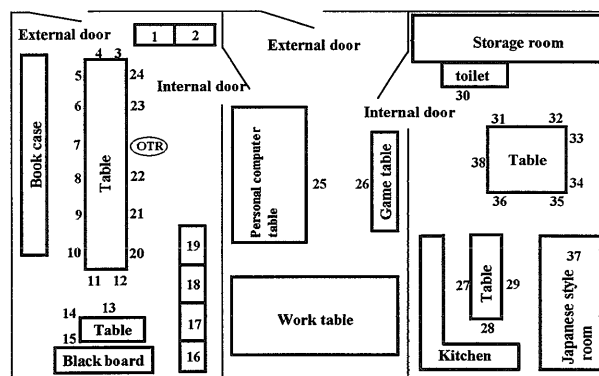 External door
1 2
4 3
5 24
6 23
Internal door
7 OTR
8 22
9 21
10 20
11 12
Book case
Table
19
18
17
16
13
14
Table
15
Black board
External door
Personal computer
table
25
26
Game table
Work table
Storage room
toilet
30
Internal door
31 32
33
38 Table
34
36 35
27 Table 29
28
Kitchen
37
Japanese style
room